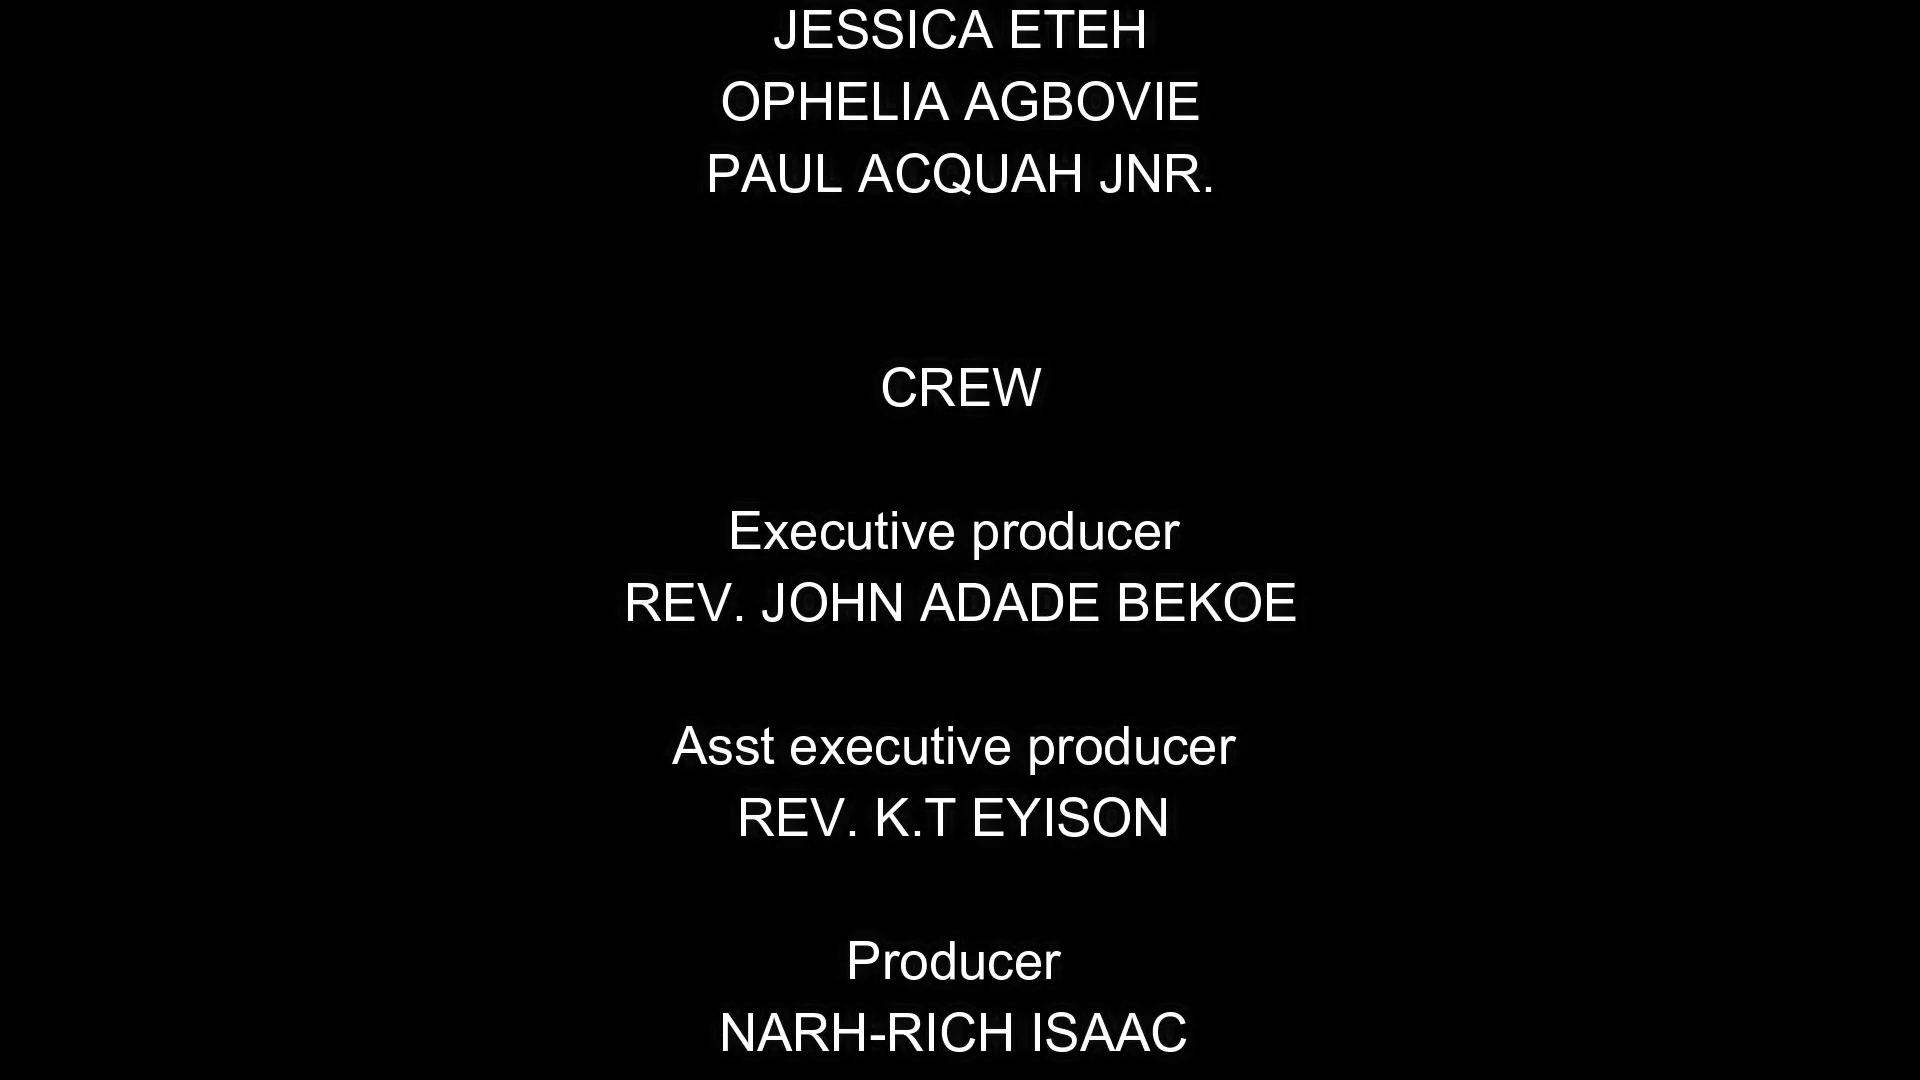 JESSICA ETEH
OPHELIA AGBOVIE
PAUL ACQUAH JNR.
CREW
Executive producer
REV. JOHN ADADE BEKOE
Asst executive producer
REV. K.T EYISON
Producer
NARH-RICH ISAAC